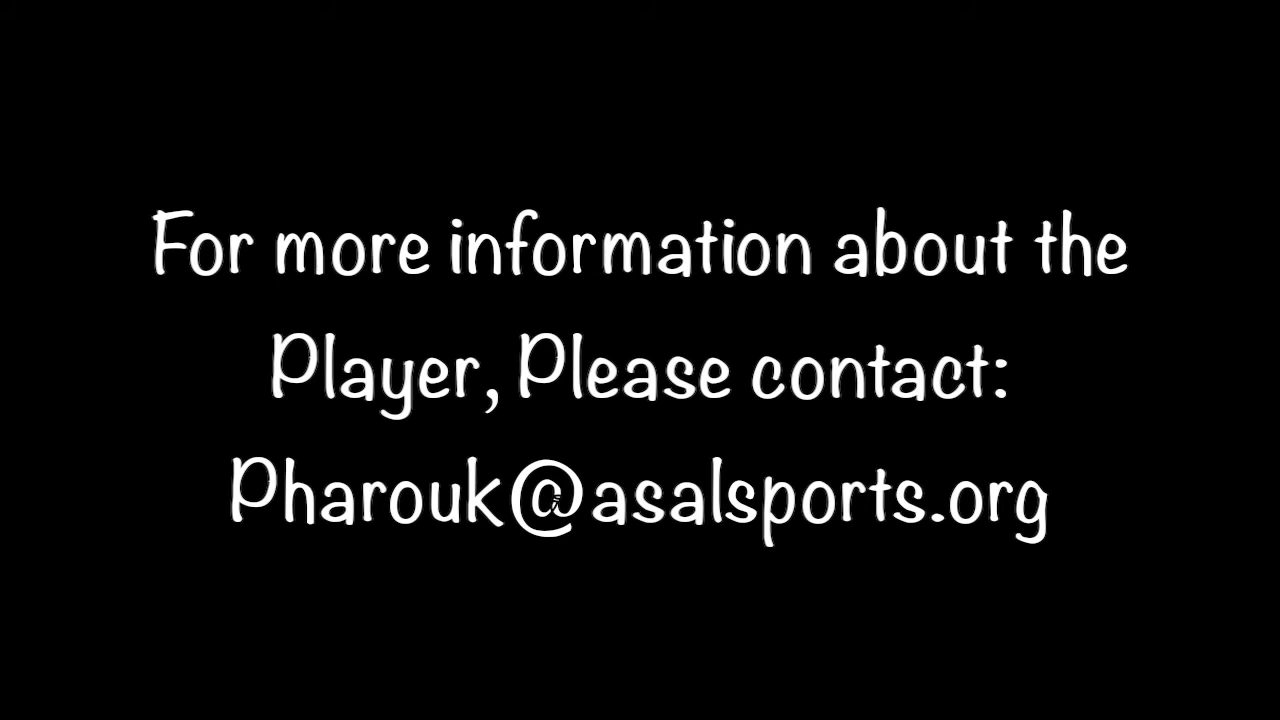 For more information about the
Player, Please contact:
Pharouk@asalsports.org